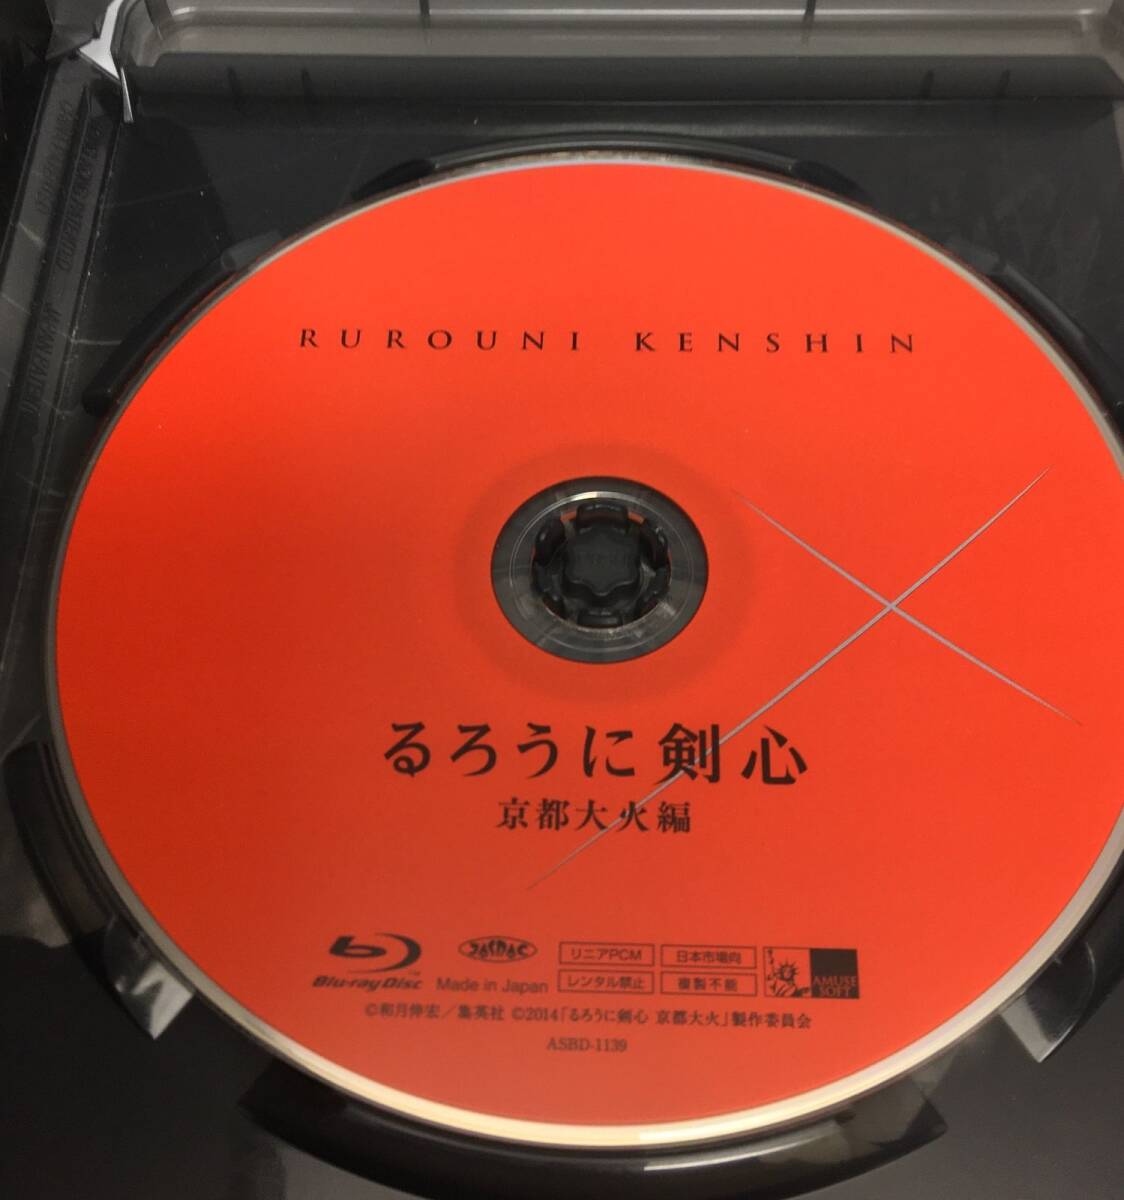 RUROUNI KENSHIN
るろうに剣心
京都大火編
Blu-ray Disc™
Made in Japan
リニアPCM 日本市場向
レンタル禁止 複製不能
AMUSE
SOFT
©和月伸宏／集英社 ©2014「るろうに剣心 京都大火」製作委員会
ASBD-1139